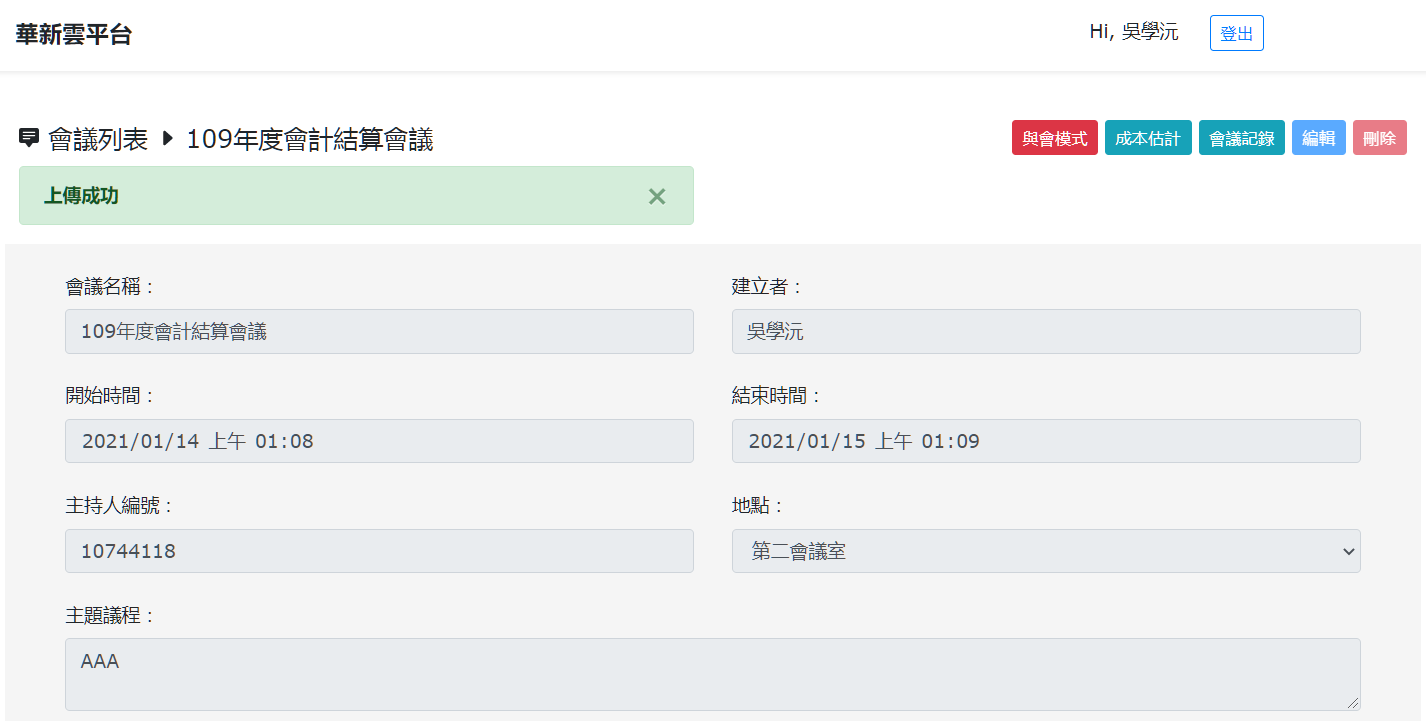 華新雲平台
Hi, 吳學沅
登出
會議列表 109年度會計結算會議
與會模式
成本估計
會議記錄
編輯
刪除
上傳成功
×
會議名稱：
建立者：
109年度會計結算會議
吳學沅
開始時間：
結束時間：
2021/01/14 上午 01:08
2021/01/15 上午 01:09
主持人編號：
地點：
10744118
第二會議室
主題議程：
AAA